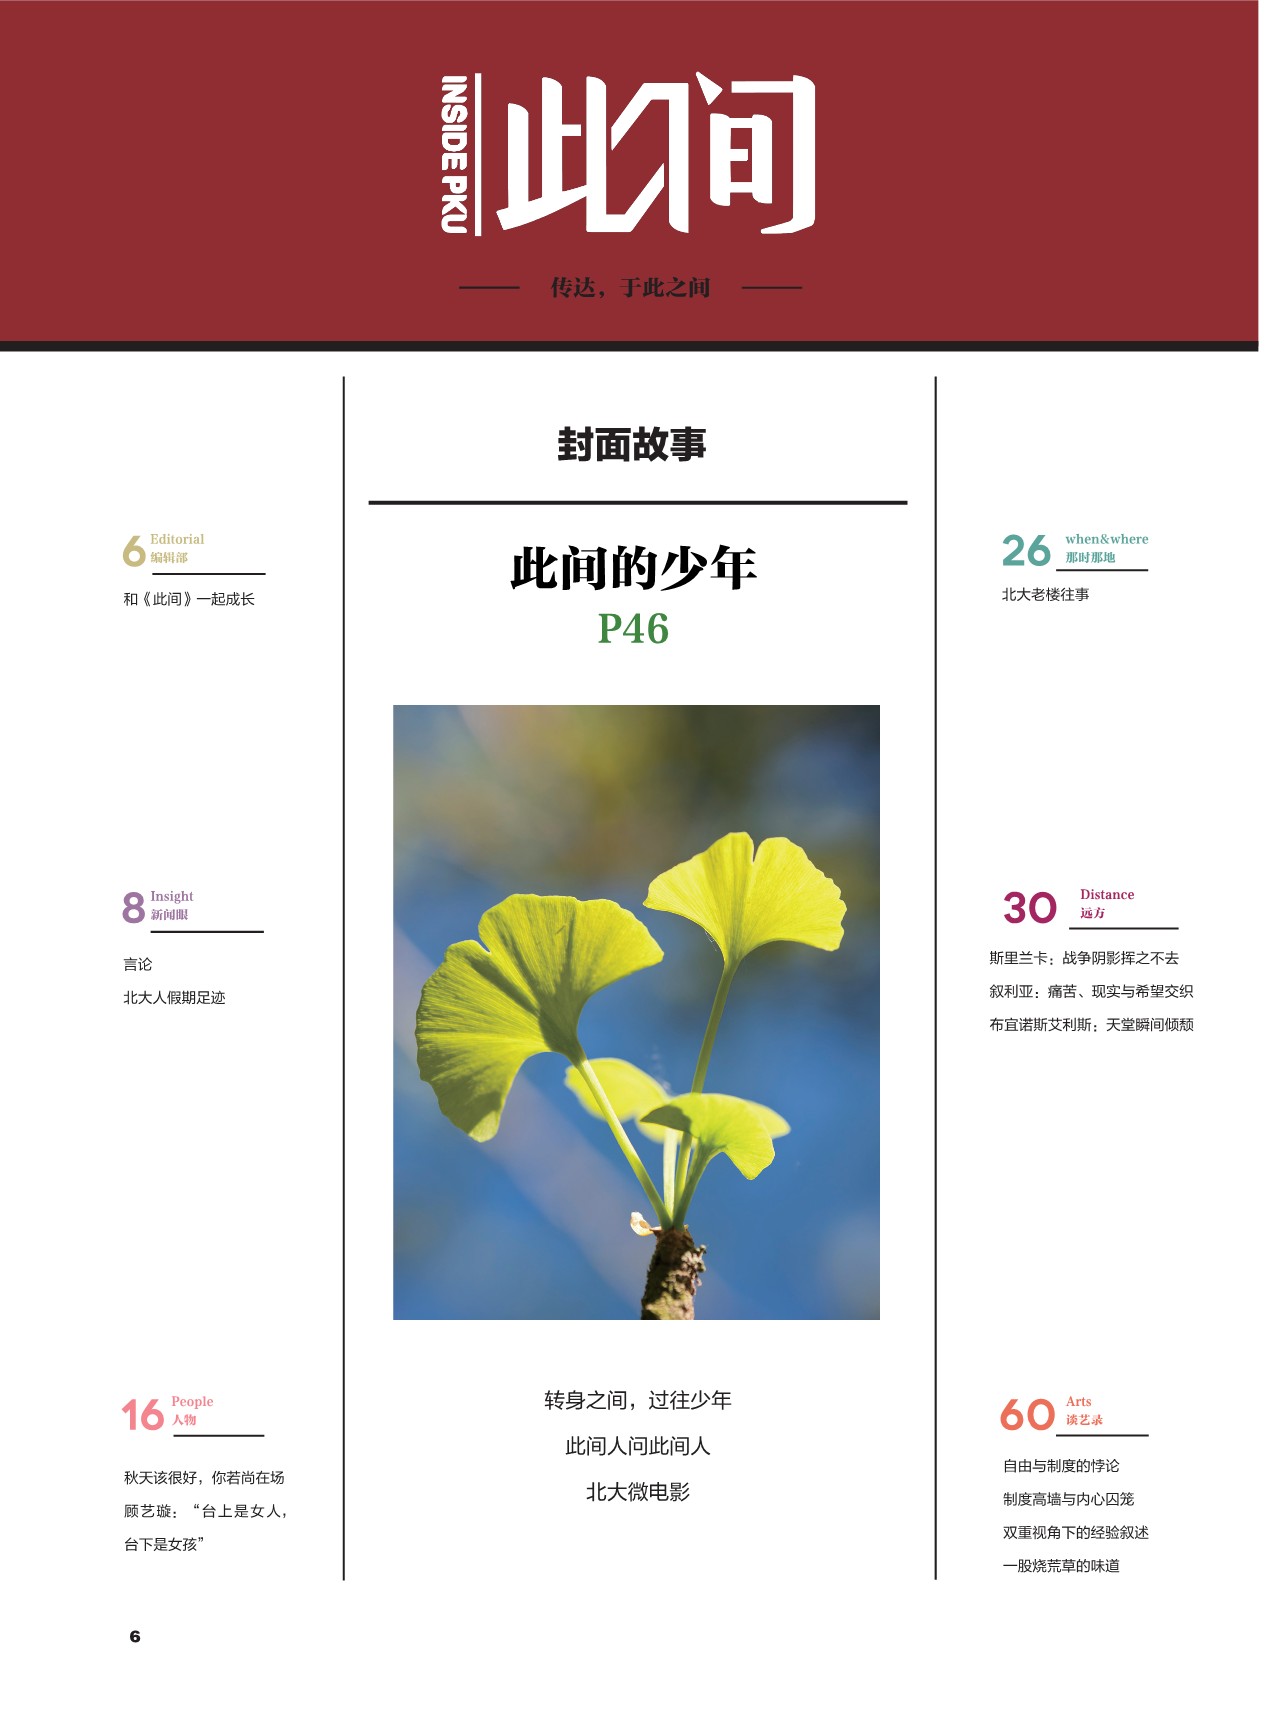 INSIDE PKU
此间
传达，于此之间
6
Editorial
编辑部
和《此间》一起成长
8
Insight
新闻眼
言论
北大人假期足迹
16
People
人物
秋天该很好，你若尚在场
顾艺璇：“台上是女人，
台下是女孩”
封面故事
此间的少年
P46
转身之间，过往少年
此间人问此间人
北大微电影
26
when&where
那时那地
北大老楼往事
30
Distance
远方
斯里兰卡：战争阴影挥之不去
叙利亚：痛苦、现实与希望交织
布宜诺斯艾利斯：天堂瞬间倾颓
60
Arts
谈艺录
自由与制度的悖论
制度高墙与内心囚笼
双重视角下的经验叙述
一股烧荒草的味道
6